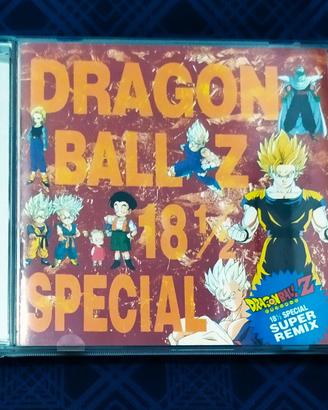 DRAGON
BALL Z
18½
SPECIAL
DRAGON BALL Z
18½ SPECIAL
SUPER
REMIX